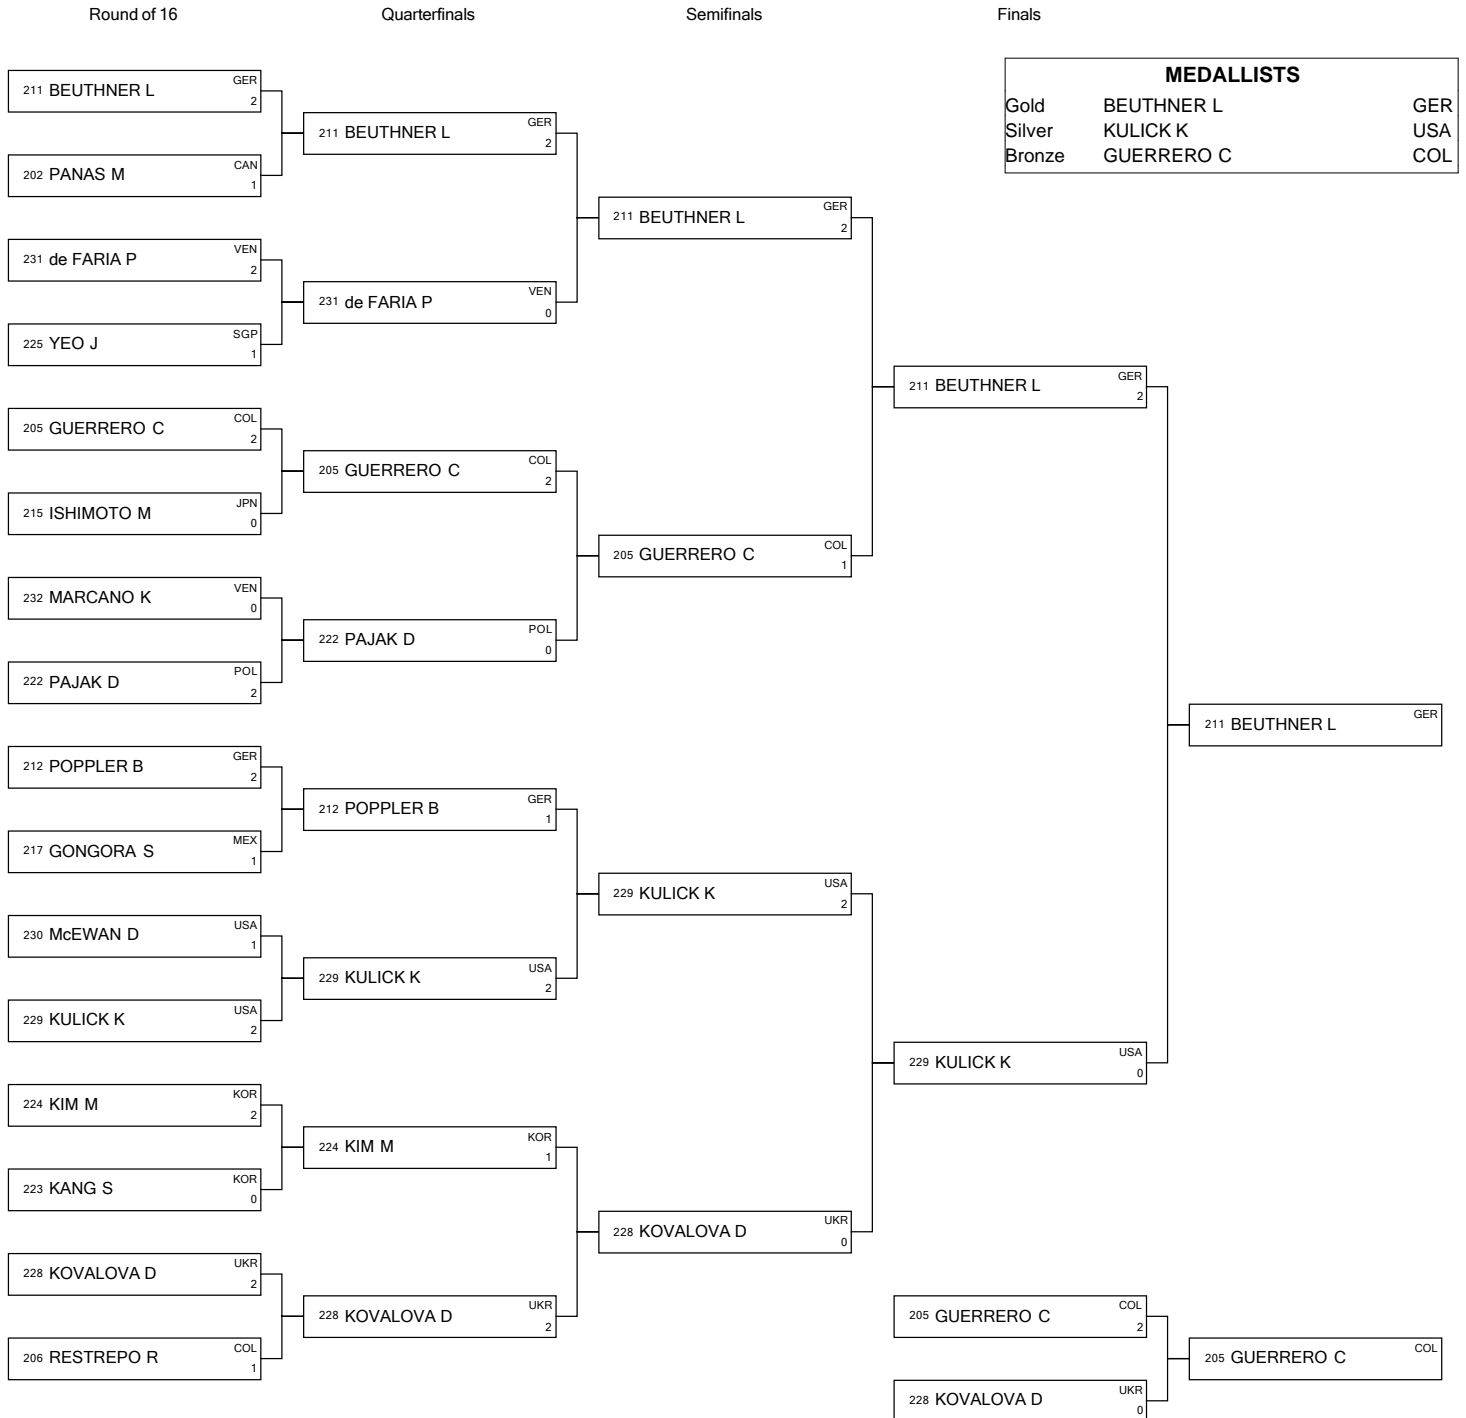 Round of 16 Quarterfinals Semifinals Finals
MEDALLISTS
Gold BEUTHNER L GER
Silver KULICK K USA
Bronze GUERRERO C COL
211 BEUTHNER L GER 2
202 PANAS M CAN 1
231 de FARIA P VEN 2
225 YEO J SGP 1
205 GUERRERO C COL 2
215 ISHIMOTO M JPN 0
232 MARCANO K VEN 0
222 PAJAK D POL 2
212 POPPLER B GER 2
217 GONGORA S MEX 1
230 McEWAN D USA 1
229 KULICK K USA 2
224 KIM M KOR 2
223 KANG S KOR 0
228 KOVALOVA D UKR 2
206 RESTREPO R COL 1
211 BEUTHNER L GER 2
231 de FARIA P VEN 0
205 GUERRERO C COL 2
222 PAJAK D POL 0
212 POPPLER B GER 1
229 KULICK K USA 2
224 KIM M KOR 1
228 KOVALOVA D UKR 2
211 BEUTHNER L GER 2
205 GUERRERO C COL 1
229 KULICK K USA 2
228 KOVALOVA D UKR 0
211 BEUTHNER L GER 2
229 KULICK K USA 0
211 BEUTHNER L GER
205 GUERRERO C COL 2
228 KOVALOVA D UKR 0
205 GUERRERO C COL